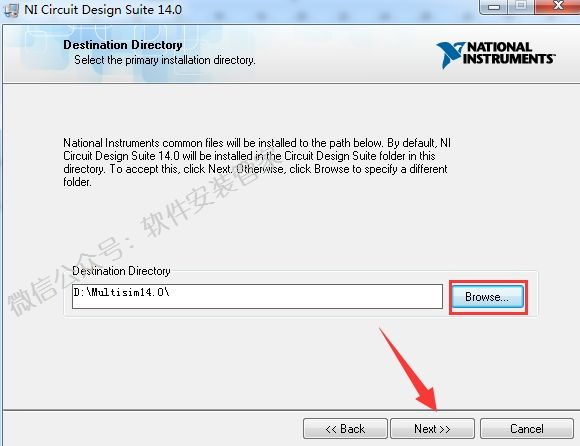 NI Circuit Design Suite 14.0
Destination Directory
Select the primary installation directory.
NATIONAL
INSTRUMENTS
National Instruments common files will be installed to the path below. By default, NI
Circuit Design Suite 14.0 will be installed in the Circuit Design Suite folder in this
directory. To accept this, click Next. Otherwise, click Browse to specify a different
folder.
微信公众号：软件安装管家
Destination Directory
D:\Multisim14.0\
Browse...
<< Back
Next >>
Cancel